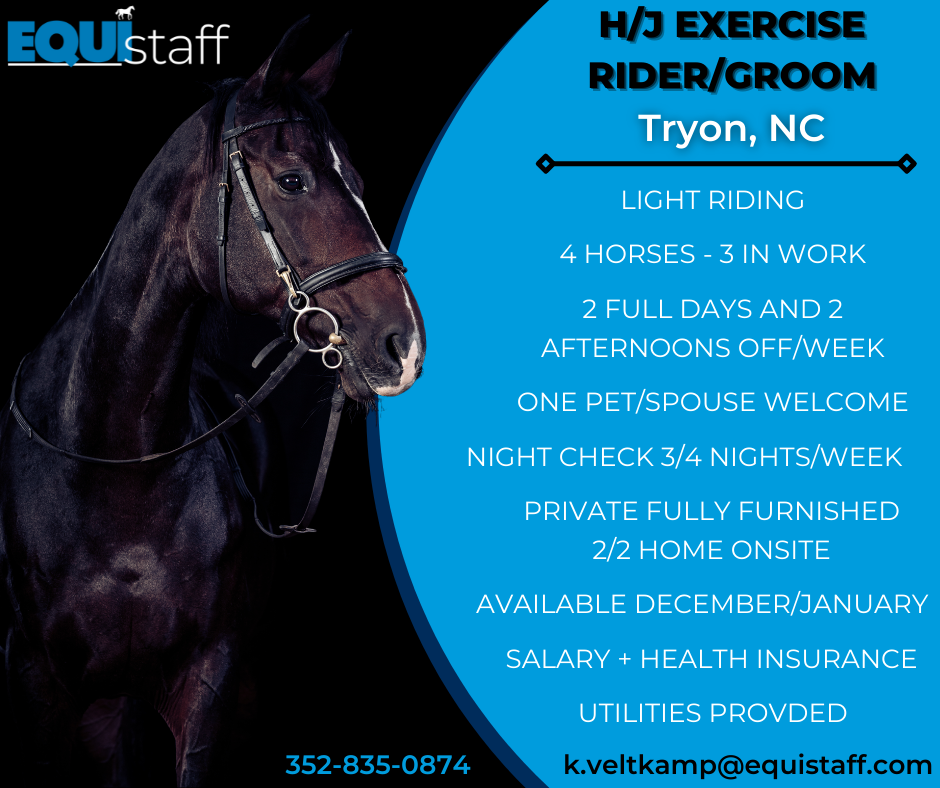 EQUistaff
H/J EXERCISE
RIDER/GROOM
Tryon, NC
LIGHT RIDING
4 HORSES - 3 IN WORK
2 FULL DAYS AND 2
AFTERNOONS OFF/WEEK
ONE PET/SPOUSE WELCOME
NIGHT CHECK 3/4 NIGHTS/WEEK
PRIVATE FULLY FURNISHED
2/2 HOME ONSITE
AVAILABLE DECEMBER/JANUARY
SALARY + HEALTH INSURANCE
UTILITIES PROVDED
352-835-0874
k.veltkamp@equistaff.com